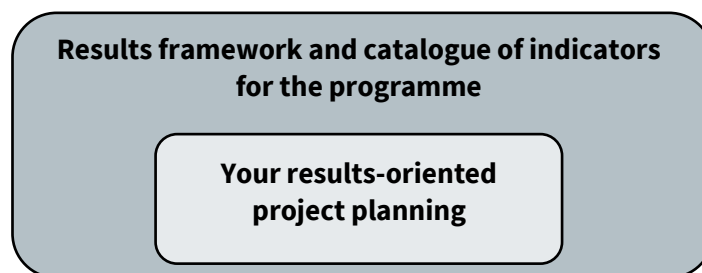 Results framework and catalogue of indicators
for the programme
Your results-oriented
project planning